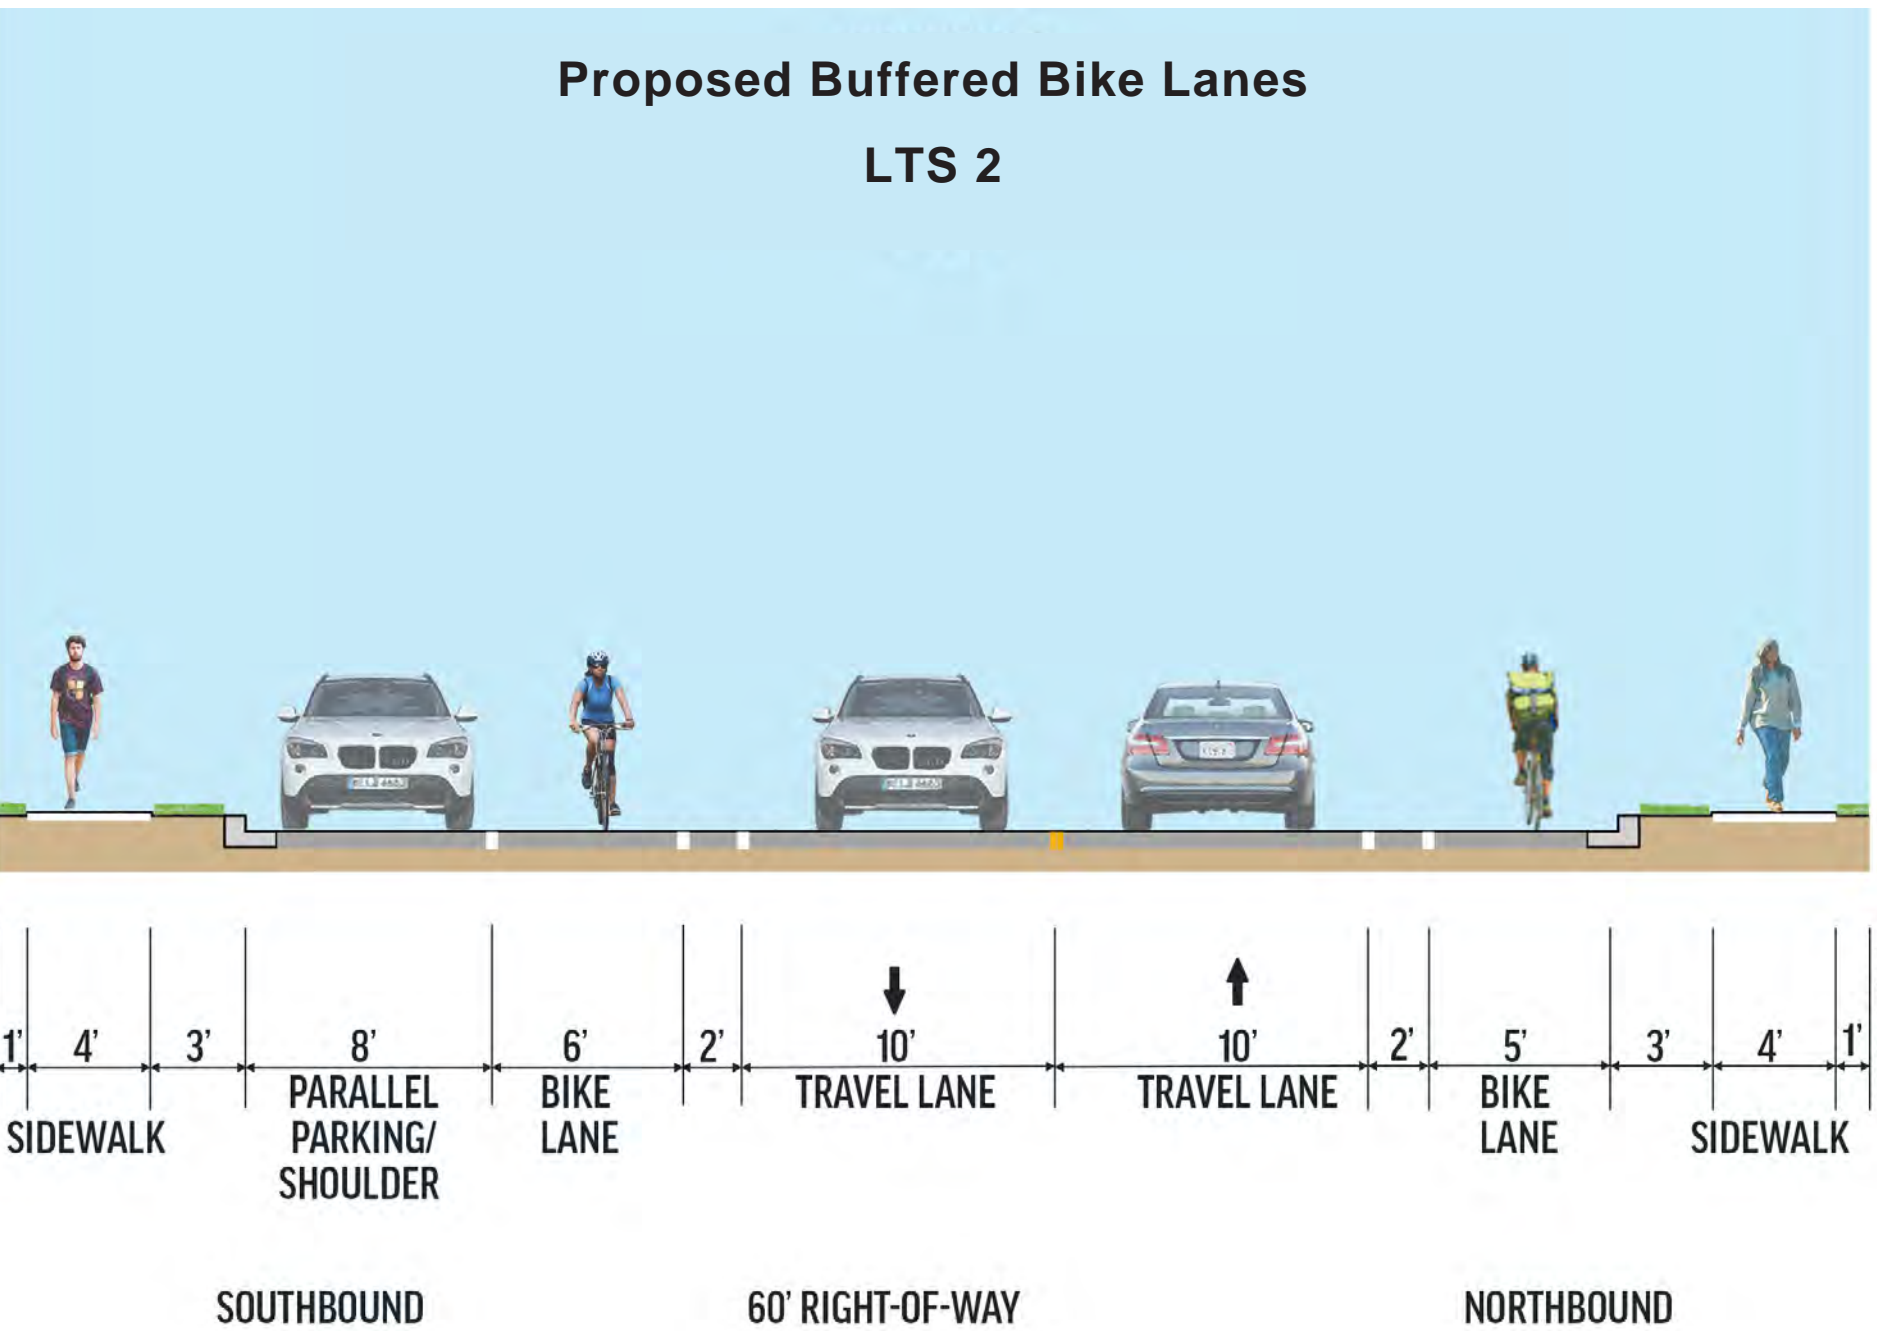 Proposed Buffered Bike Lanes
LTS 2
1’ 4’ 3’ 8’ 6’ 2’ 10’ 10’ 2’ 5’ 3’ 4’ 1’
SIDEWALK
PARALLEL
PARKING/
SHOULDER
BIKE
LANE
TRAVEL LANE
TRAVEL LANE
BIKE
LANE
SIDEWALK
SOUTHBOUND
60’ RIGHT-OF-WAY
NORTHBOUND